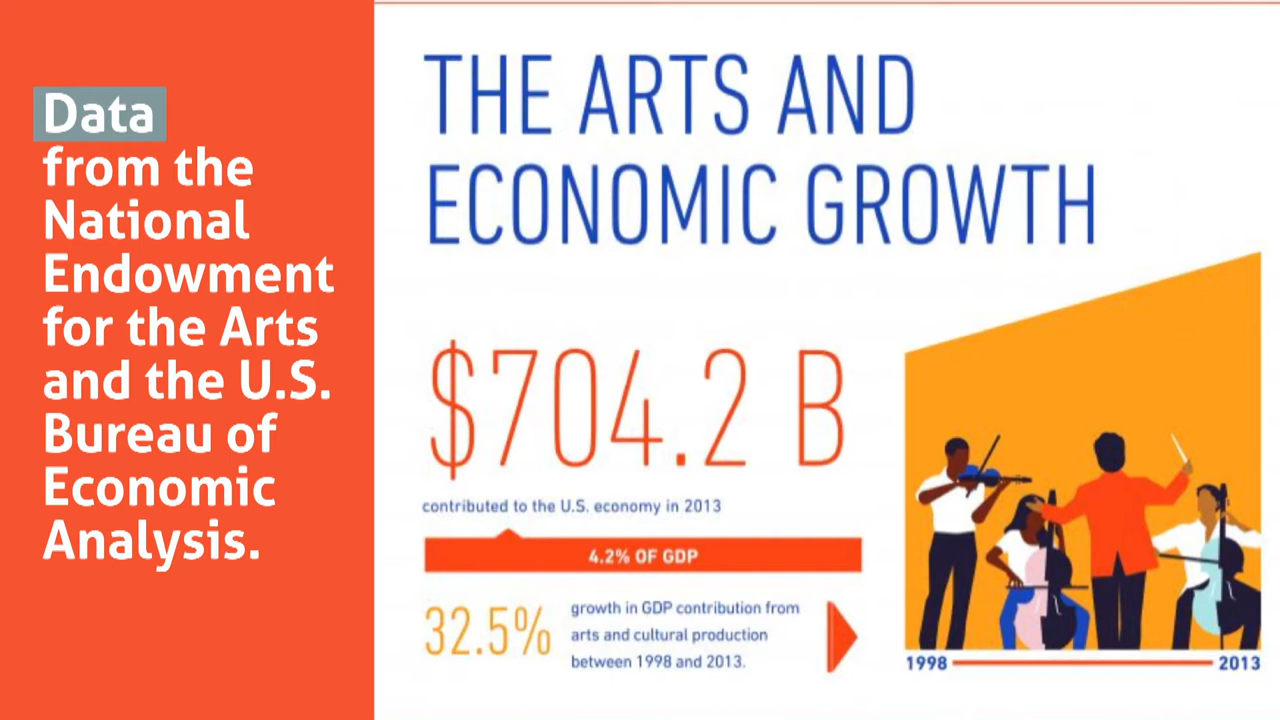 Data
from the
National
Endowment
for the Arts
and the U.S.
Bureau of
Economic
Analysis.
THE ARTS AND
ECONOMIC GROWTH
$704.2 B
contributed to the U.S. economy in 2013
4.2% OF GDP
32.5%
growth in GDP contribution from
arts and cultural production
between 1998 and 2013.
1998
2013